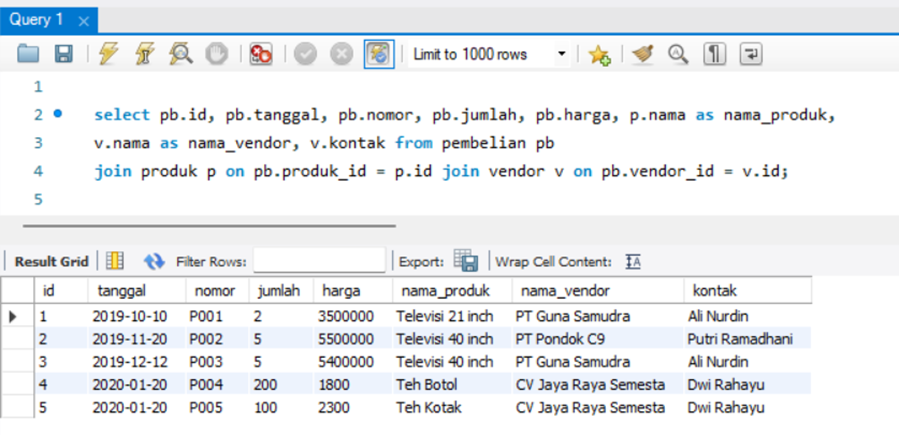 Query 1
Limit to 1000 rows
1
2 select pb.id, pb.tanggal, pb.nomor, pb.jumlah, pb.harga, p.nama as nama_produk,
3 v.nama as nama_vendor, v.kontak from pembelian pb
4 join produk p on pb.produk_id = p.id join vendor v on pb.vendor_id = v.id;
5
Result Grid Filter Rows: Export: Wrap Cell Content: IA
id tanggal nomor jumlah harga nama_produk nama_vendor kontak
1 2019-10-10 P001 2 3500000 Televisi 21 inch PT Guna Samudra Ali Nurdin
2 2019-11-20 P002 5 5500000 Televisi 40 inch PT Pondok C9 Putri Ramadhani
3 2019-12-12 P003 5 5400000 Televisi 40 inch PT Guna Samudra Ali Nurdin
4 2020-01-20 P004 200 1800 Teh Botol CV Jaya Raya Semesta Dwi Rahayu
5 2020-01-20 P005 100 2300 Teh Kotak CV Jaya Raya Semesta Dwi Rahayu